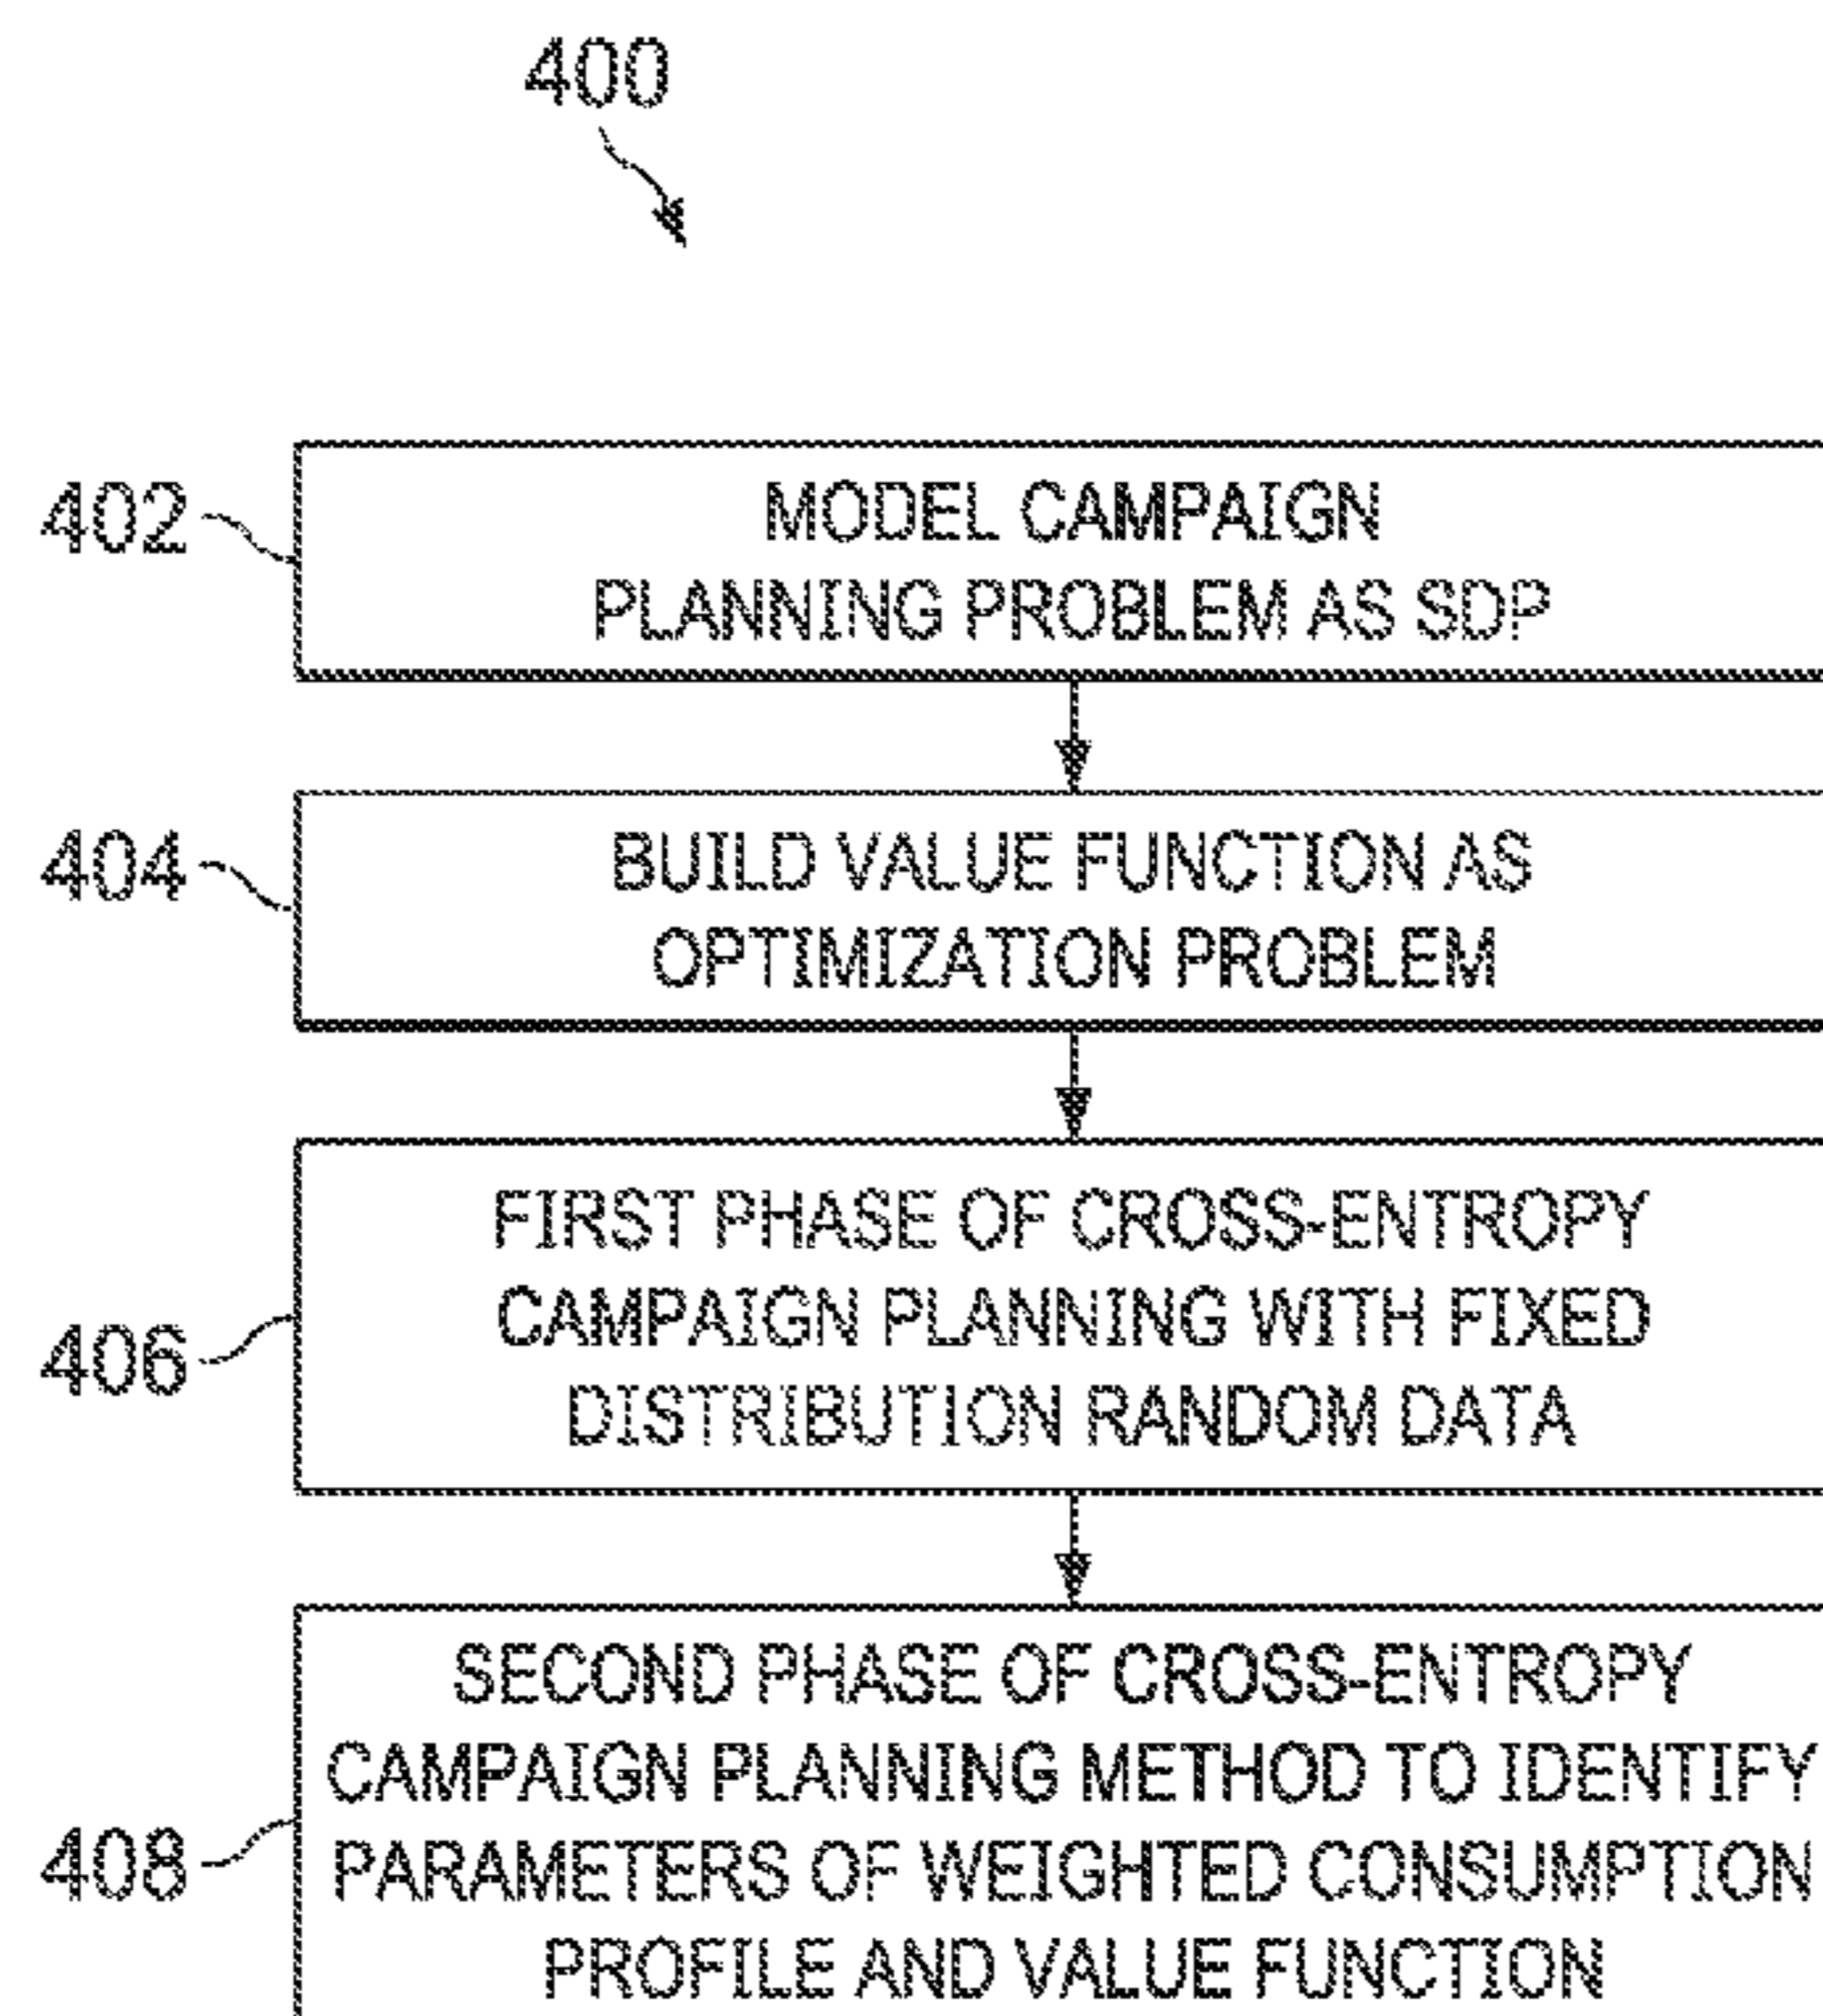 400
402
MODEL CAMPAIGN
PLANNING PROBLEM AS SDP
404
BUILD VALUE FUNCTION AS
OPTIMIZATION PROBLEM
406
FIRST PHASE OF CROSS-ENTROPY
CAMPAIGN PLANNING WITH FIXED
DISTRIBUTION RANDOM DATA
408
SECOND PHASE OF CROSS-ENTROPY
CAMPAIGN PLANNING METHOD TO IDENTIFY
PARAMETERS OF WEIGHTED CONSUMPTION
PROFILE AND VALUE FUNCTION